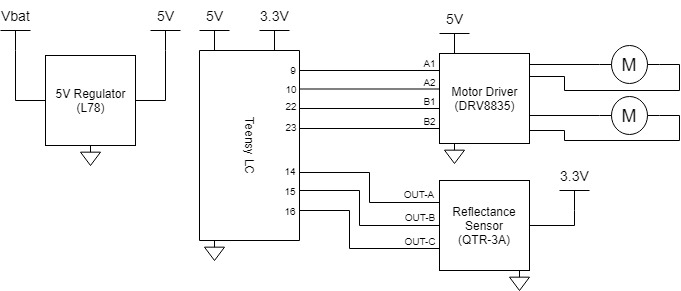 Vbat
5V
5V Regulator
(L78)
5V
3.3V
Teensy LC
9
10
22
23
14
15
16
A1
A2
B1
B2
5V
Motor Driver
(DRV8835)
M
M
OUT-A
OUT-B
OUT-C
Reflectance
Sensor
(QTR-3A)
3.3V